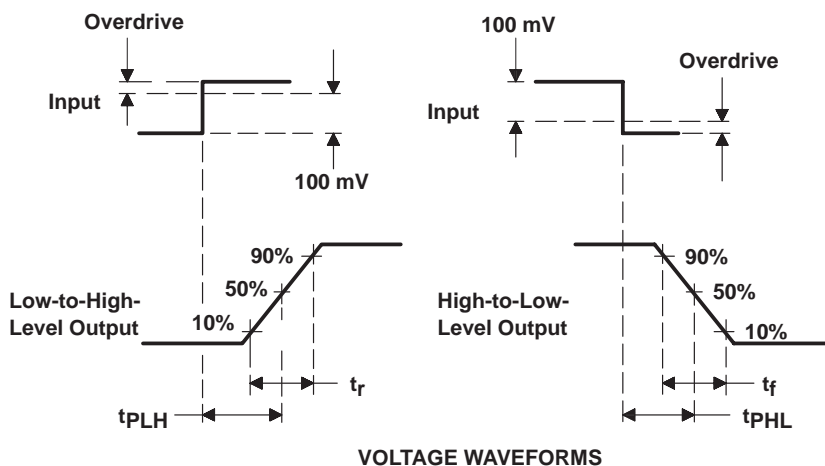 Overdrive
Input
100 mV
100 mV
Overdrive
Input
90%
50%
10%
Low-to-High-
Level Output
tr
tPLH
90%
50%
10%
High-to-Low-
Level Output
tf
tPHL
VOLTAGE WAVEFORMS